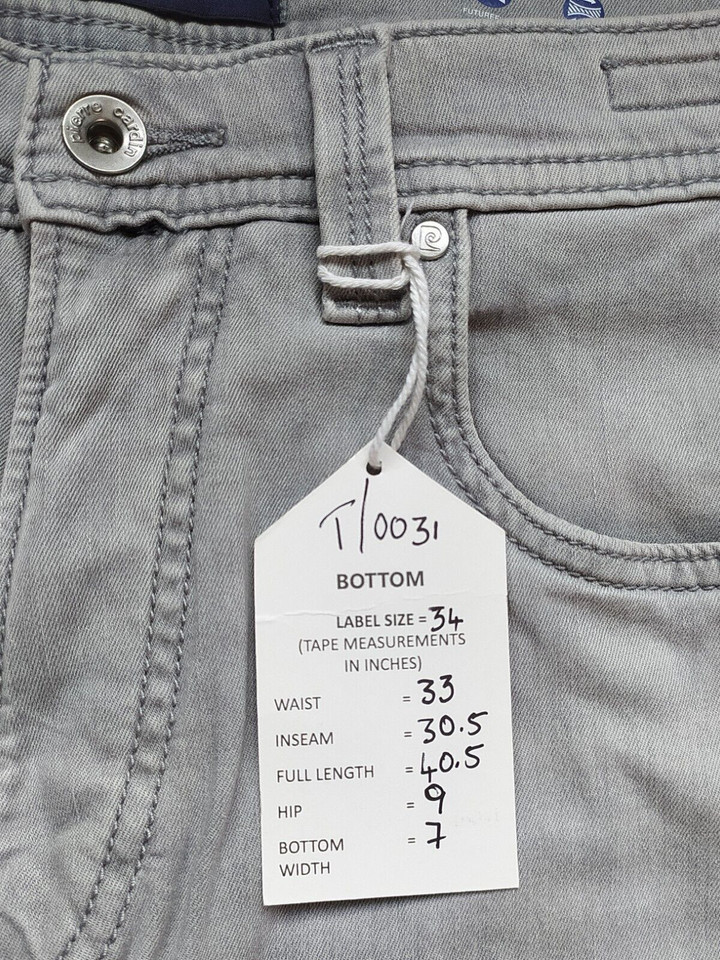 FUTURE
pierre cardin
T/0031
BOTTOM
LABEL SIZE = 34
(TAPE MEASUREMENTS
IN INCHES)
WAIST = 33
INSEAM = 30.5
FULL LENGTH = 40.5
HIP = 9
BOTTOM = 7
WIDTH